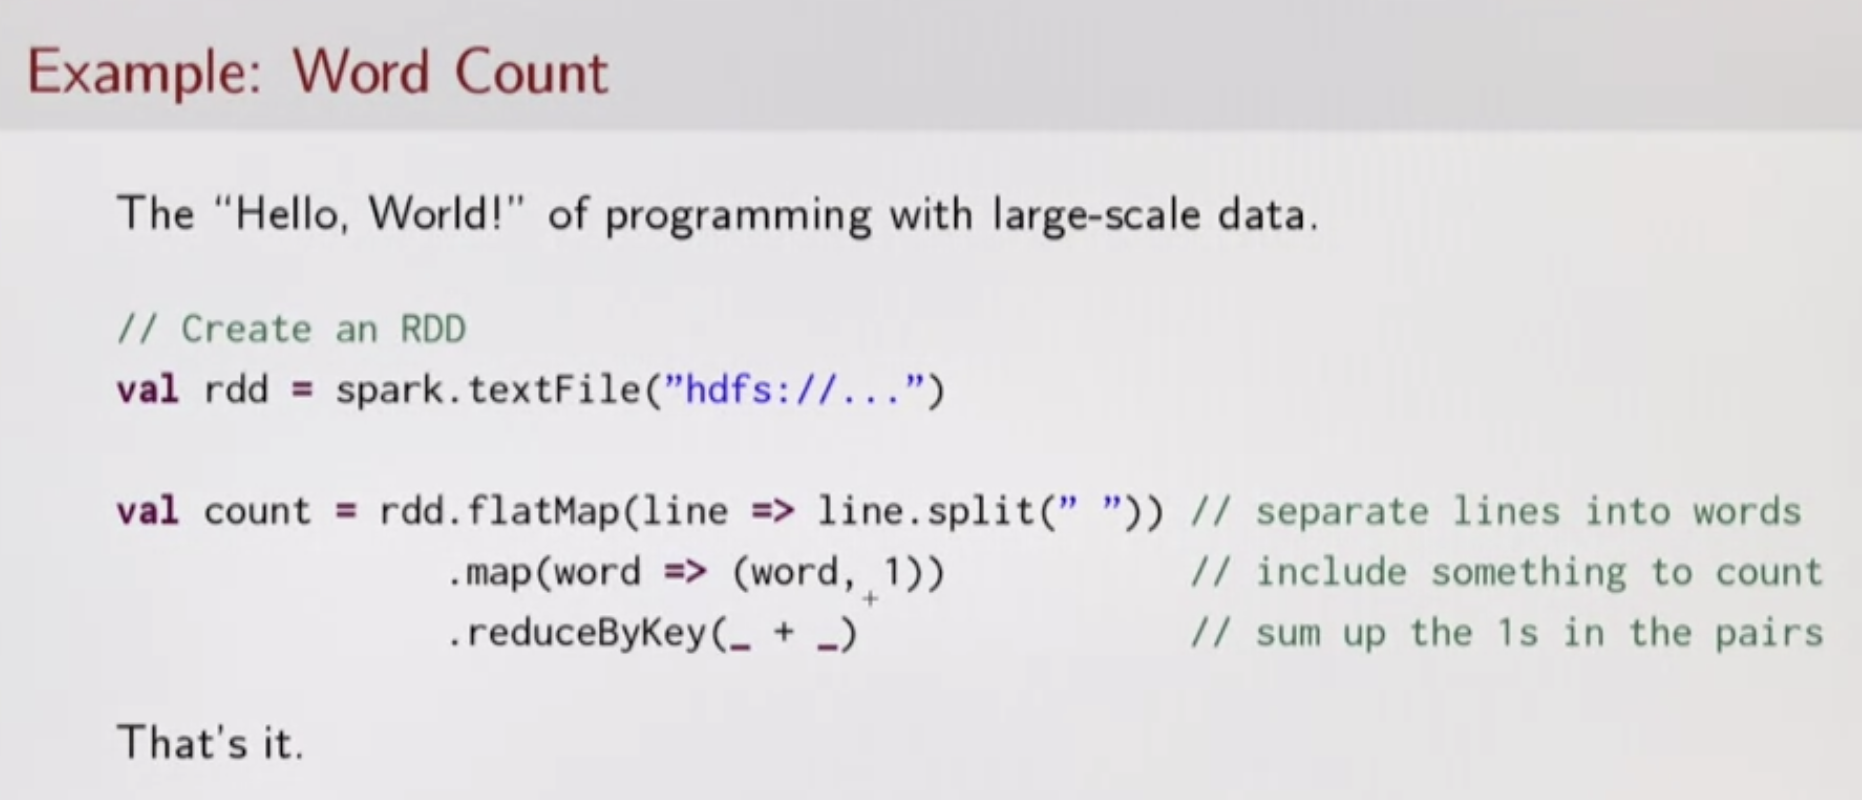 Example: Word Count
The “Hello, World!” of programming with large-scale data.
// Create an RDD
val rdd = spark.textFile(”hdfs://...”)
val count = rdd.flatMap(line => line.split(” ”)) // separate lines into words
.map(word => (word, 1)) // include something to count
.reduceByKey(_ + _) // sum up the 1s in the pairs
That's it.